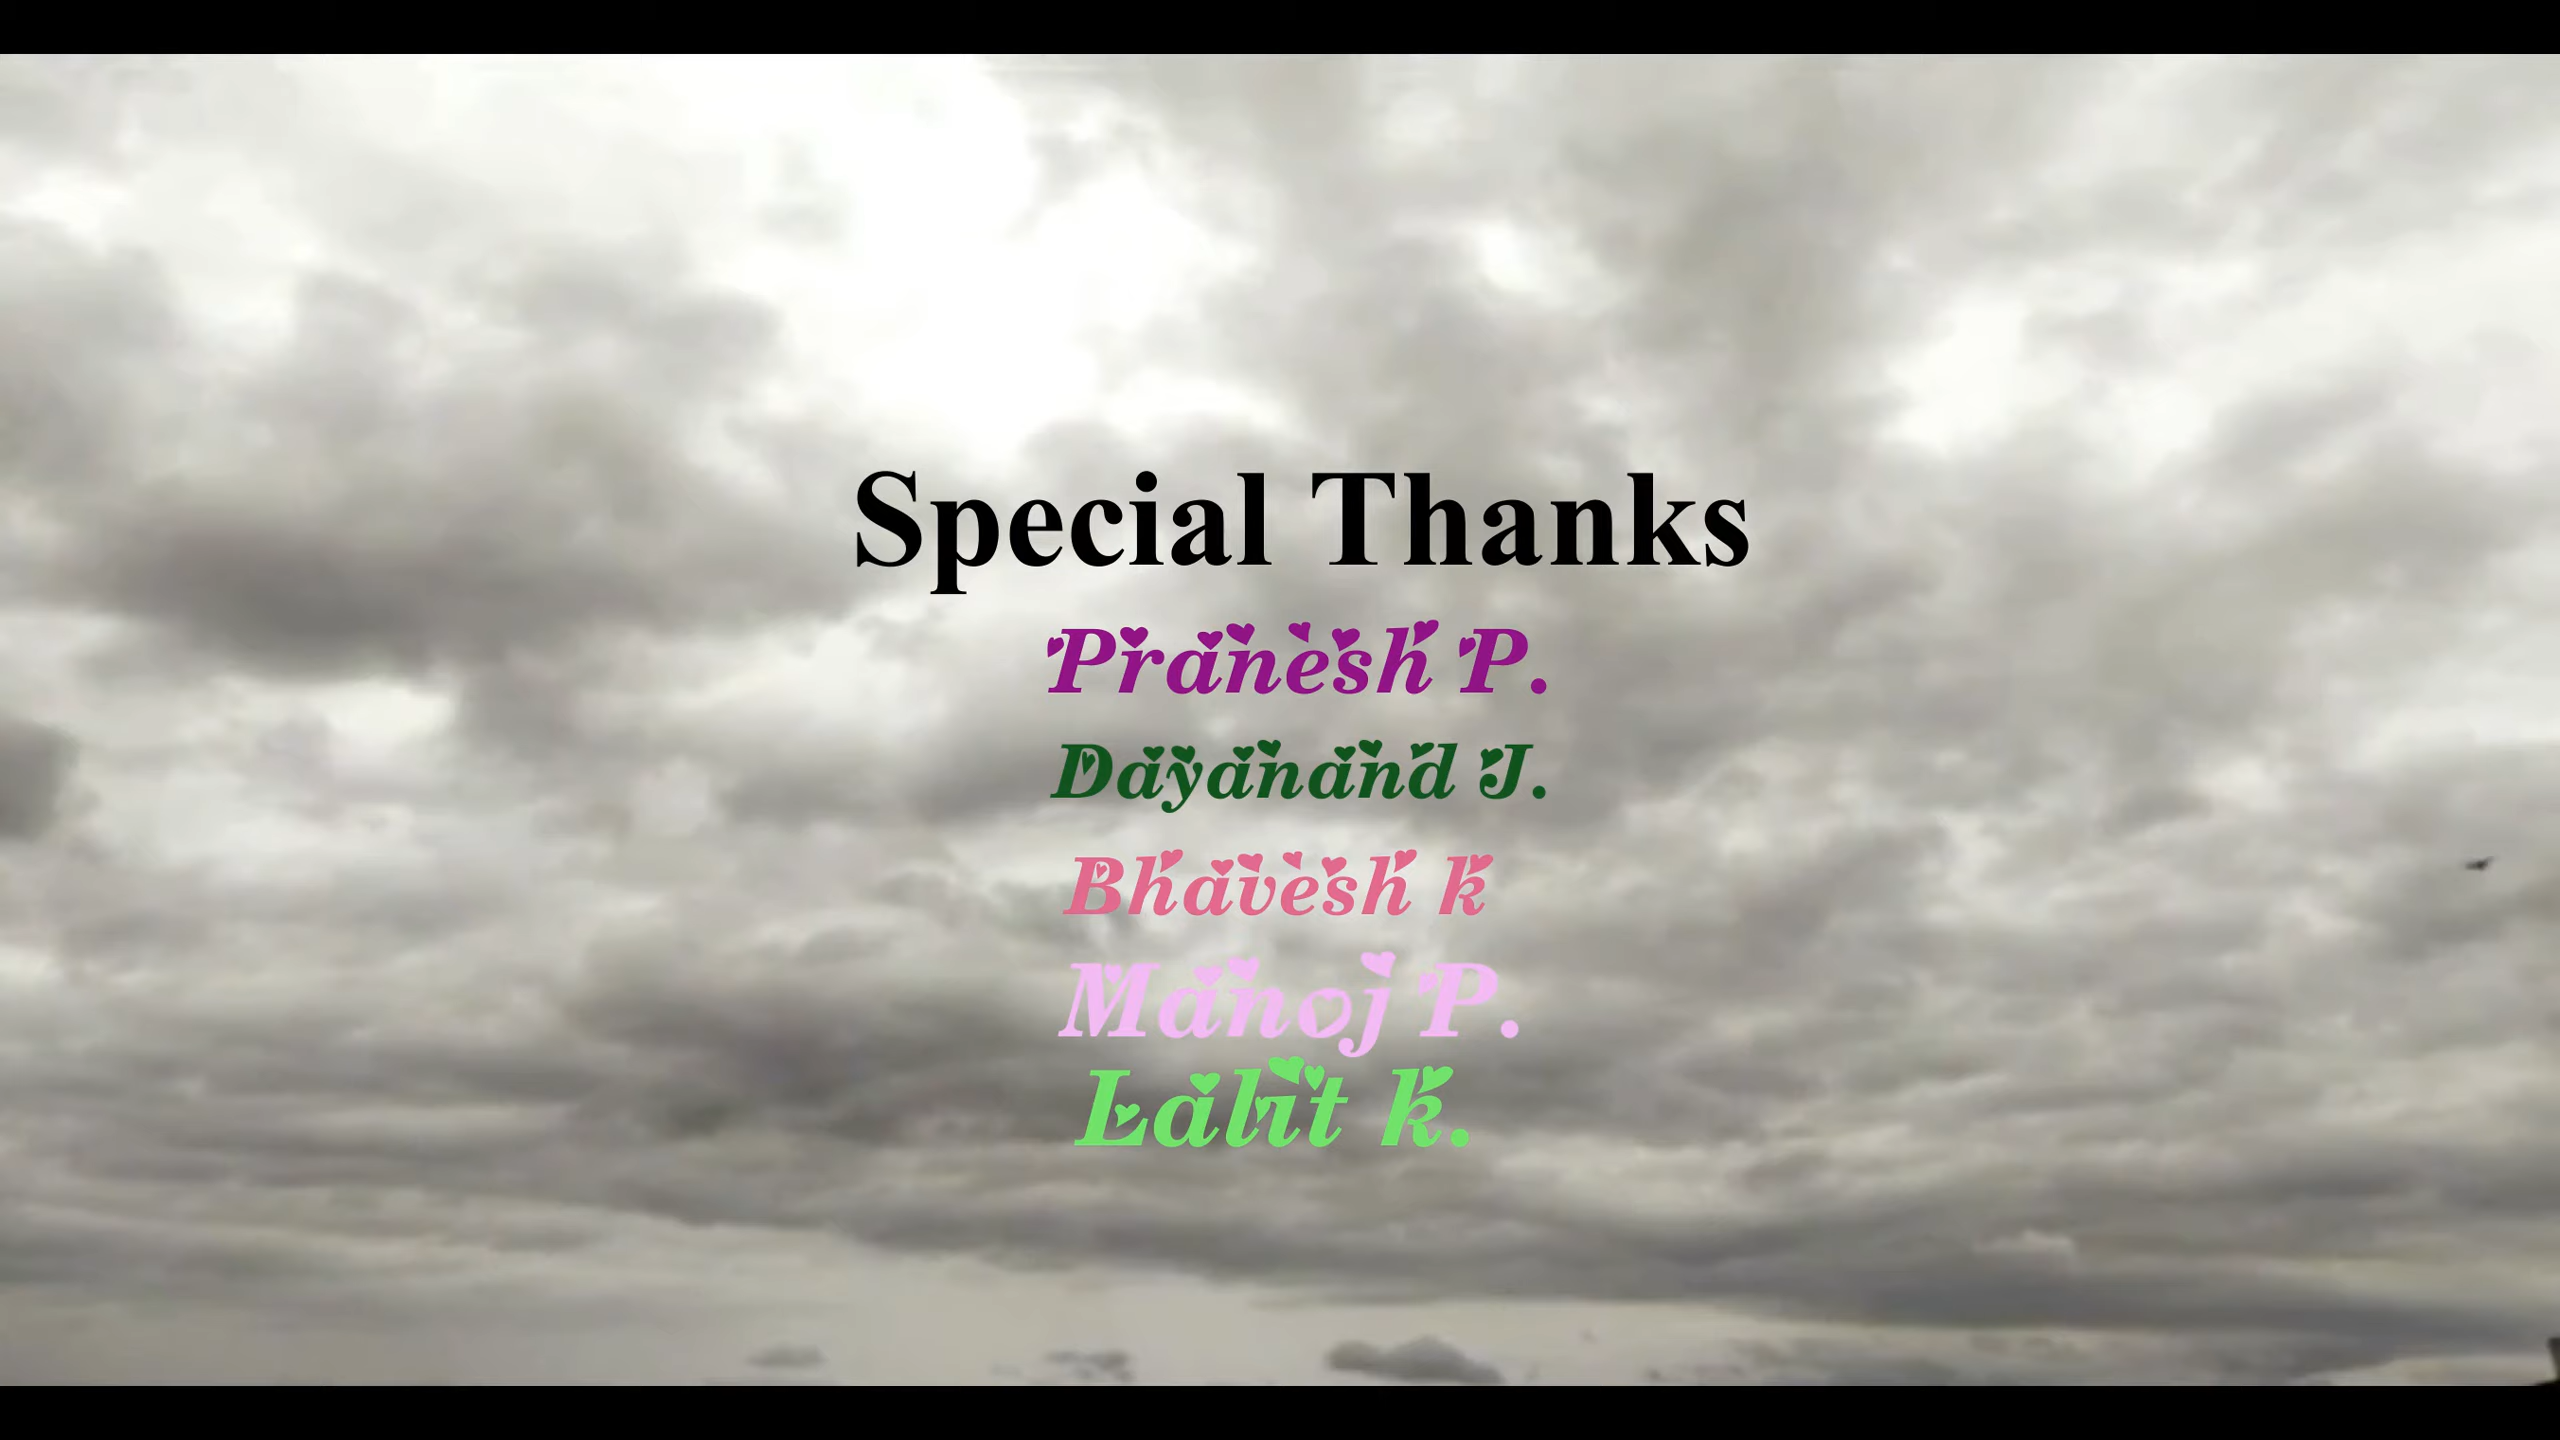 Special Thanks
Pranesh P.
Dayanand J.
Bhavesh k
Manoj P.
Lalit k.